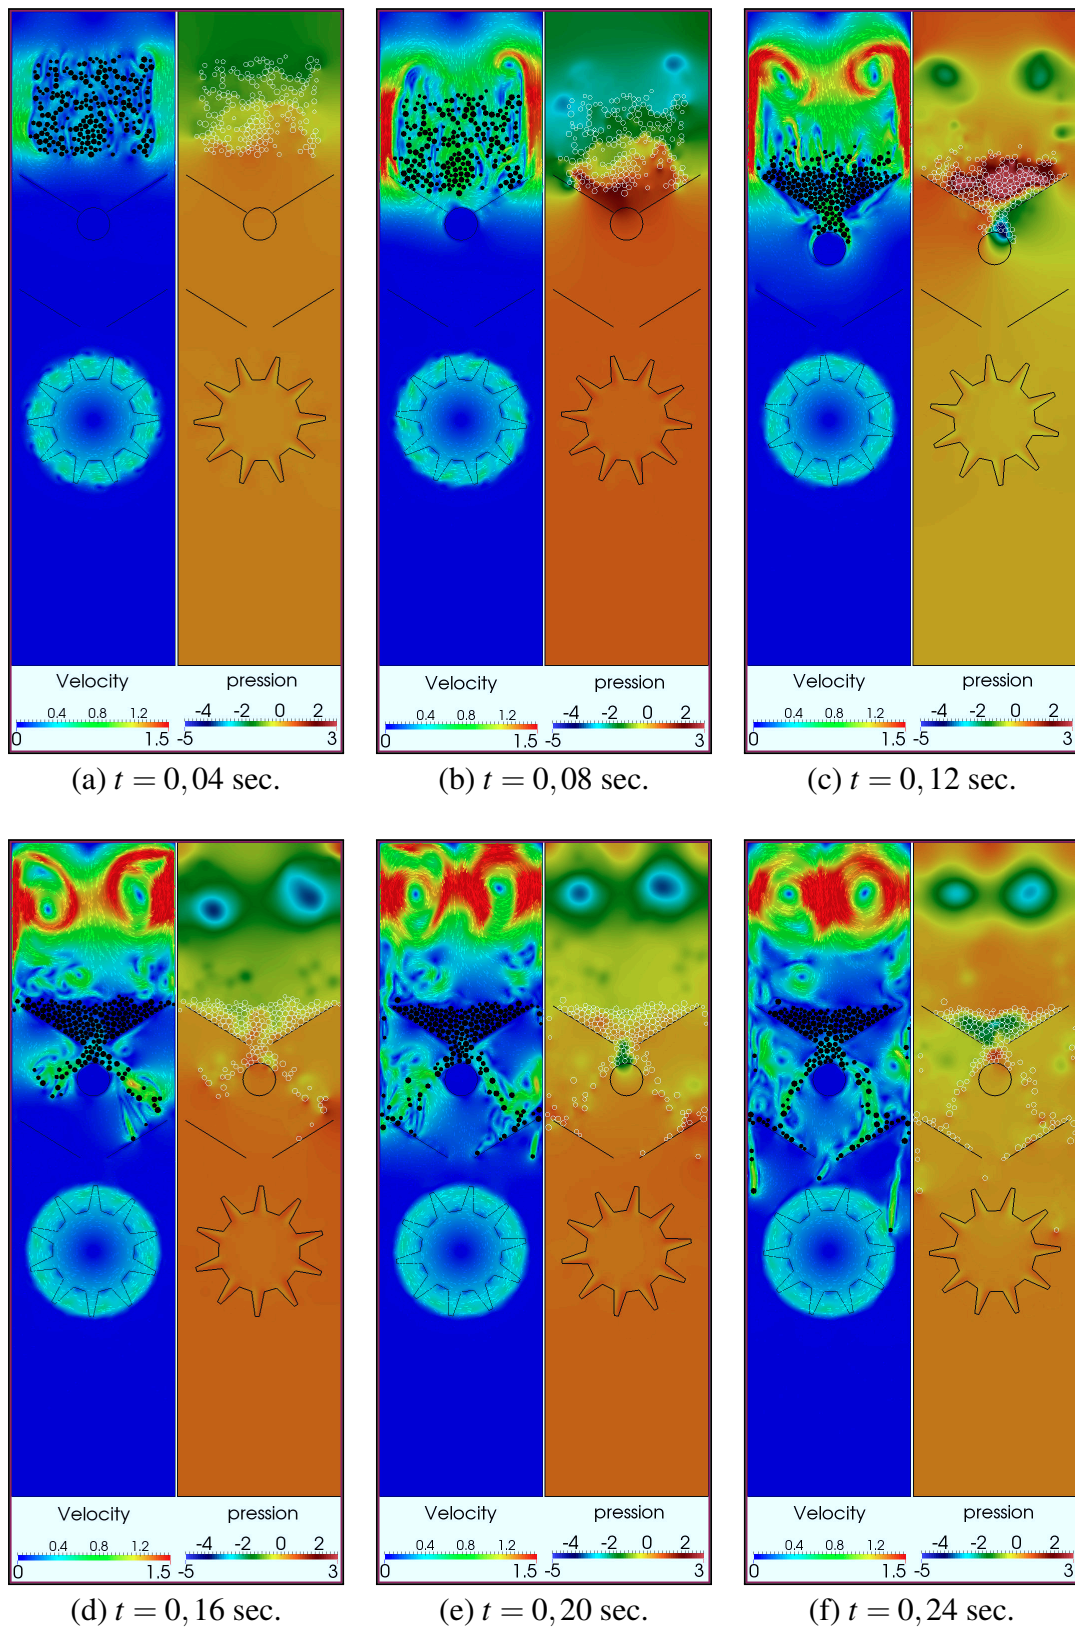 Velocity pression Velocity pression Velocity pression
0.4 0.8 1.2 -4 -2 0 2 0.4 0.8 1.2 -4 -2 0 2 0.4 0.8 1.2 -4 -2 0 2
0 1.5 -5 3 0 1.5 -5 3 0 1.5 -5 3
(a) t = 0,04 sec. (b) t = 0,08 sec. (c) t = 0,12 sec.
Velocity pression Velocity pression Velocity pression
0.4 0.8 1.2 -4 -2 0 2 0.4 0.8 1.2 -4 -2 0 2 0.4 0.8 1.2 -4 -2 0 2
0 1.5 -5 3 0 1.5 -5 3 0 1.5 -5 3
(d) t = 0,16 sec. (e) t = 0,20 sec. (f) t = 0,24 sec.